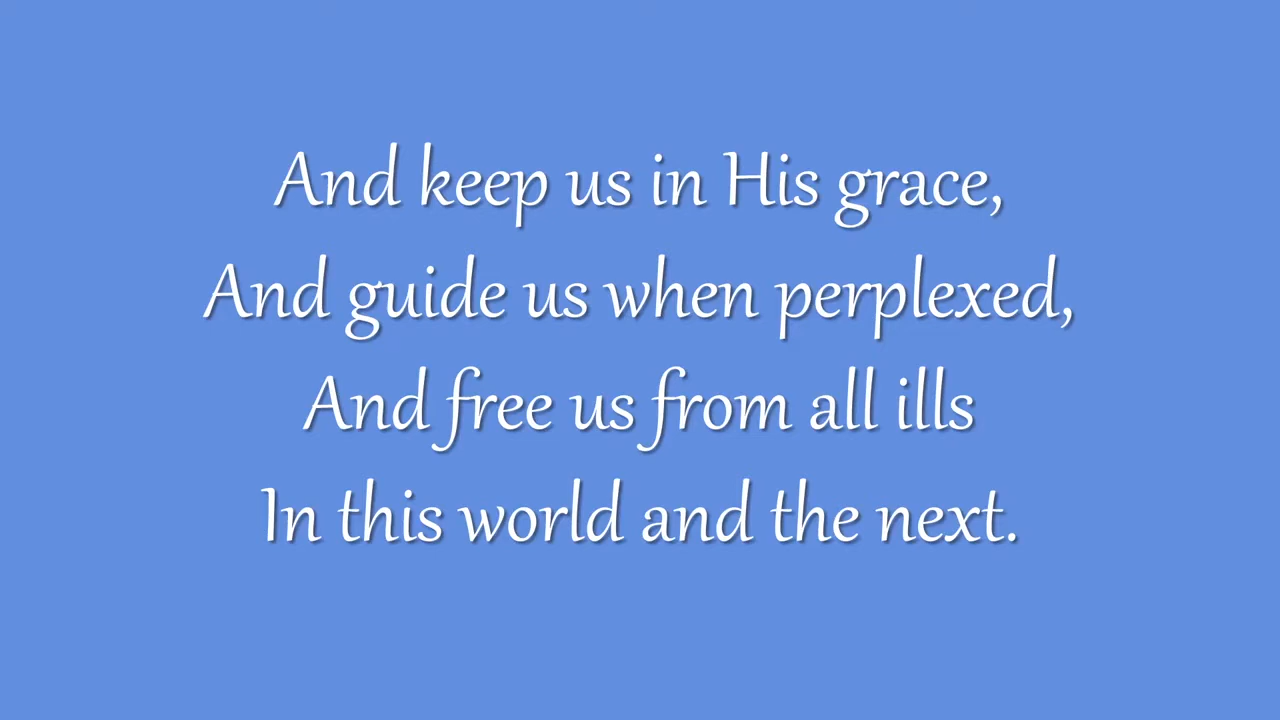 And keep us in His grace,
And guide us when perplexed,
And free us from all ills
In this world and the next.